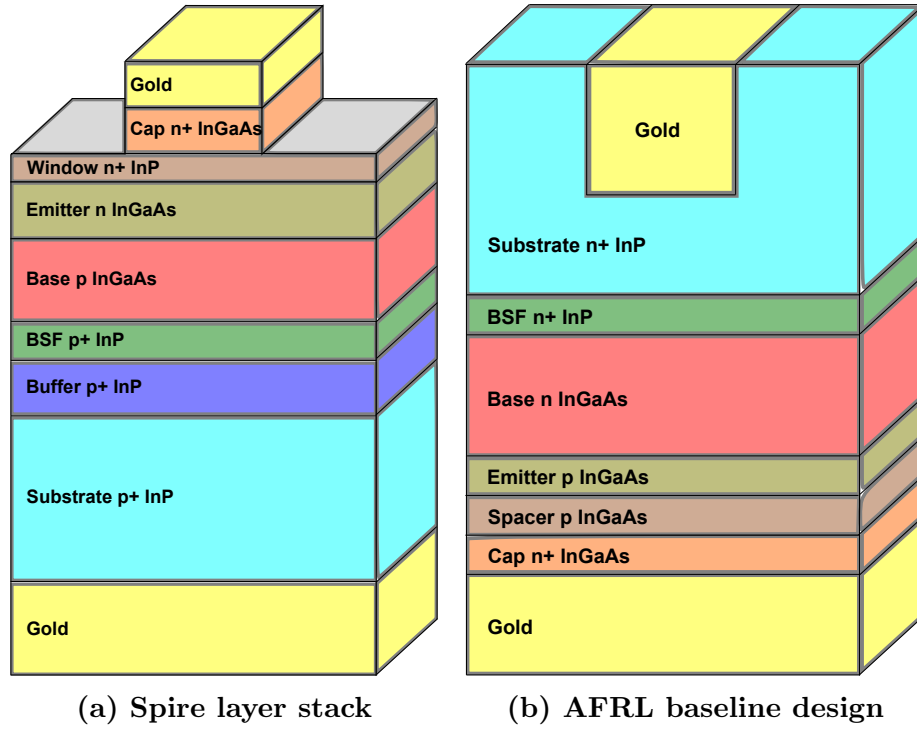 Gold
Cap n+ InGaAs
Window n+ InP
Emitter n InGaAs
Base p InGaAs
BSF p+ InP
Buffer p+ InP
Substrate p+ InP
Gold
(a) Spire layer stack
Gold
Substrate n+ InP
BSF n+ InP
Base n InGaAs
Emitter p InGaAs
Spacer p InGaAs
Cap n+ InGaAs
Gold
(b) AFRL baseline design